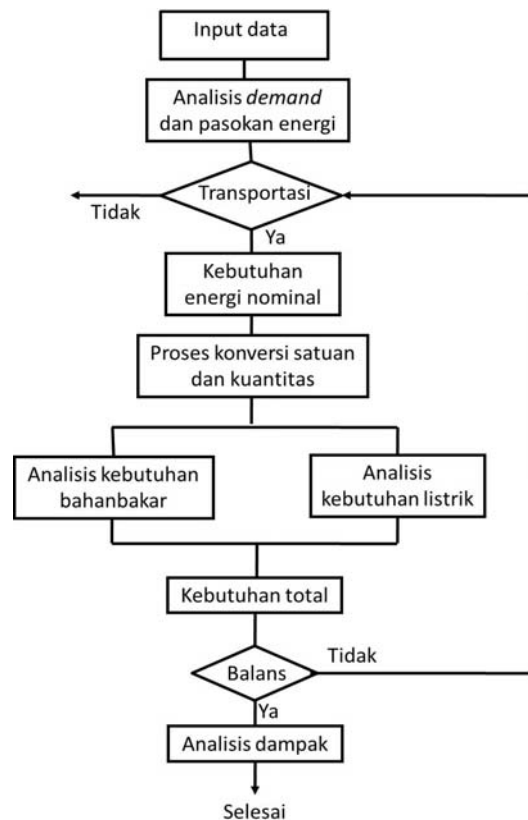 Input data
Analisis demand
dan pasokan energi
Transportasi
Tidak
Ya
Kebutuhan
energi nominal
Proses konversi satuan
dan kuantitas
Analisis kebutuhan
bahanbakar
Analisis
kebutuhan listrik
Kebutuhan total
Balans
Tidak
Ya
Analisis dampak
Selesai